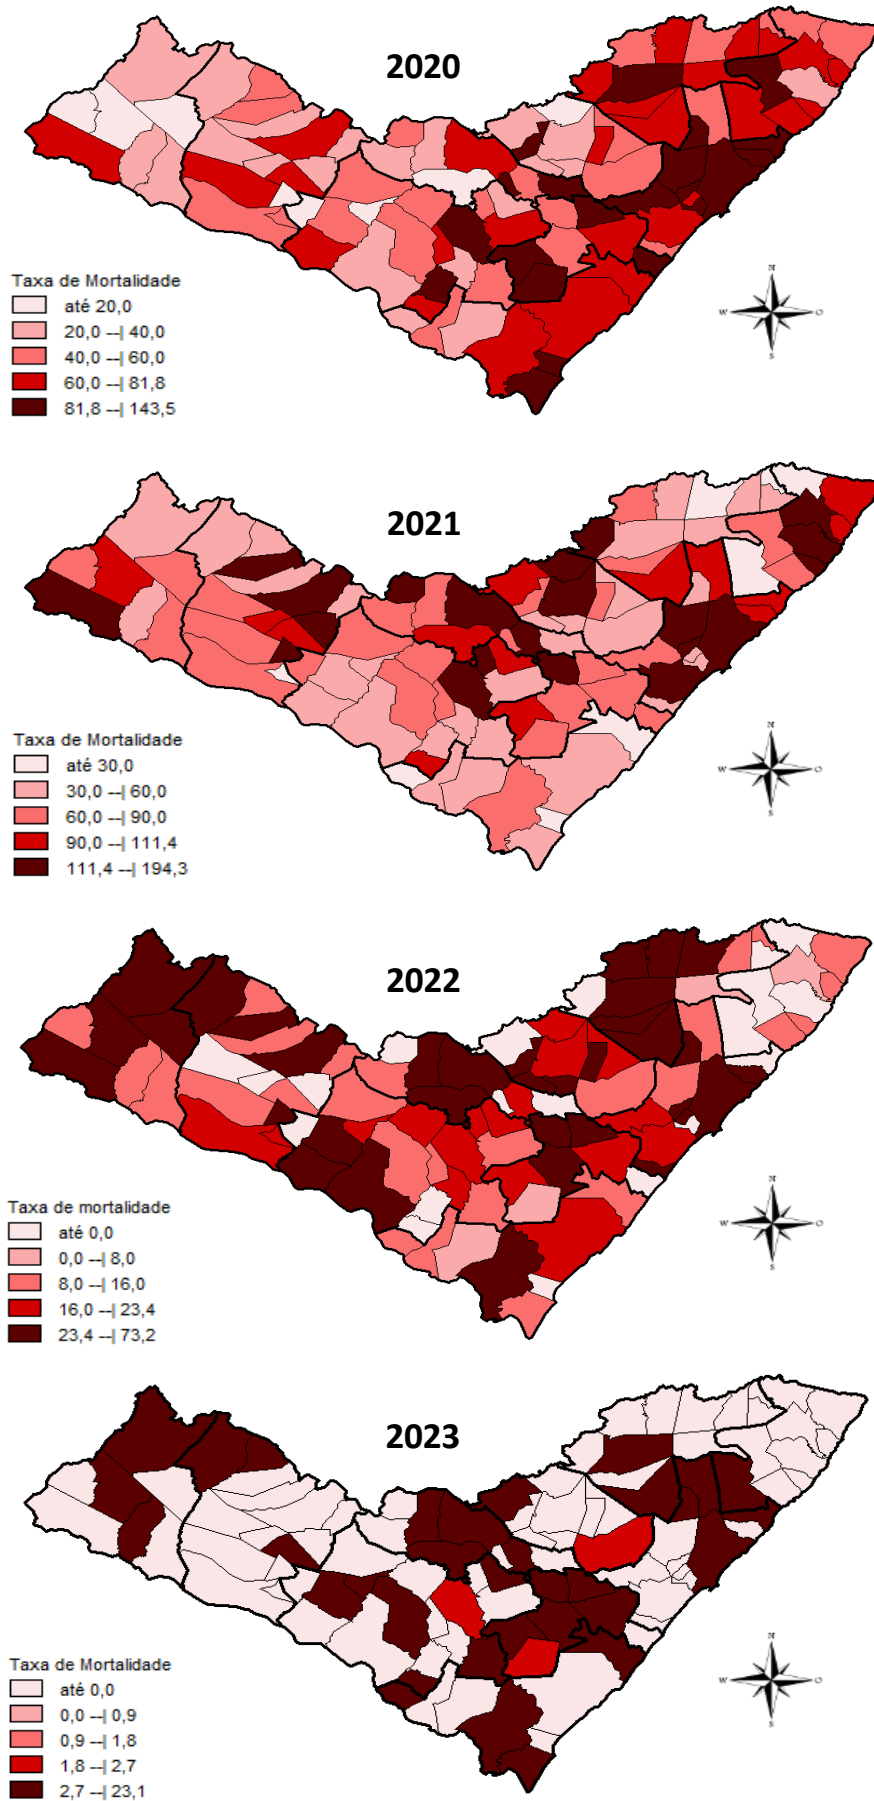 2020
Taxa de Mortalidade
até 20,0
20,0 --| 40,0
40,0 --| 60,0
60,0 --| 81,8
81,8 --| 143,5
N
W
O
S
2021
Taxa de Mortalidade
até 30,0
30,0 --| 60,0
60,0 --| 90,0
90,0 --| 111,4
111,4 --| 194,3
N
W
O
S
2022
Taxa de mortalidade
até 0,0
0,0 --| 8,0
8,0 --| 16,0
16,0 --| 23,4
23,4 --| 73,2
N
W
O
S
2023
Taxa de Mortalidade
até 0,0
0,0 --| 0,9
0,9 --| 1,8
1,8 --| 2,7
2,7 --| 23,1
N
W
O
S